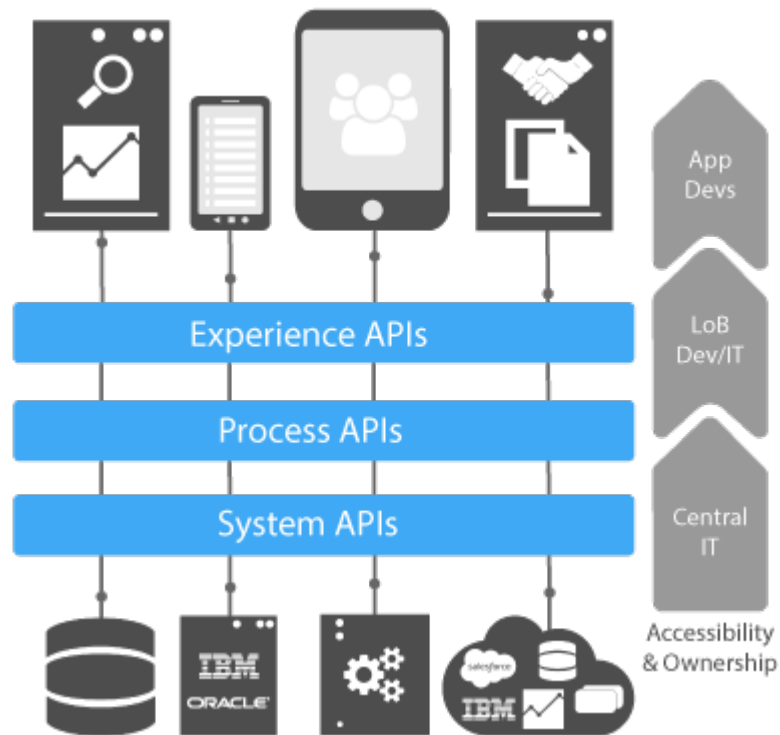 App
Devs
Experience APIs
LoB
Dev/IT
Process APIs
System APIs
Central
IT
Accessibility
& Ownership
IBM
ORACLE
salesforce
IBM